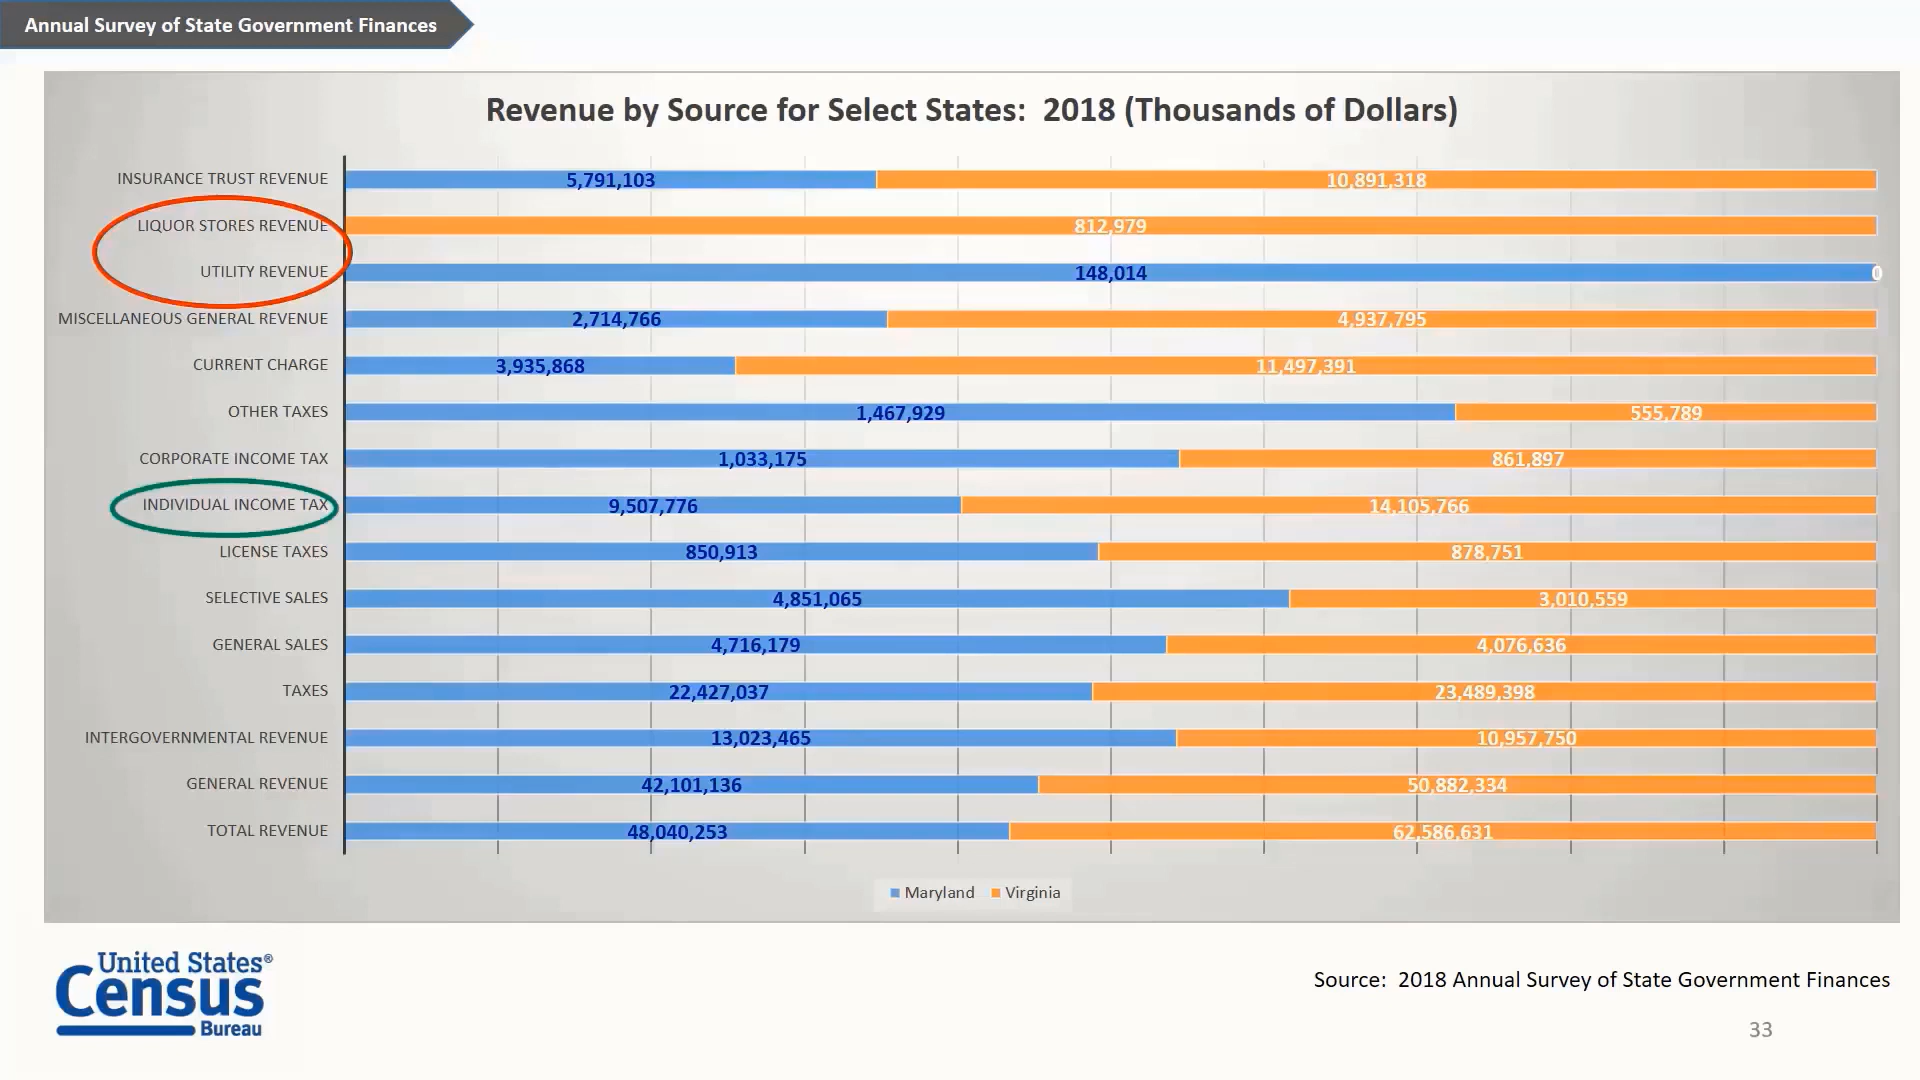 Annual Survey of State Government Finances
Revenue by Source for Select States:  2018 (Thousands of Dollars)
INSURANCE TRUST REVENUE 5,791,103 10,891,318
LIQUOR STORES REVENUE 812,979
UTILITY REVENUE 148,014 0
MISCELLANEOUS GENERAL REVENUE 2,714,766 4,937,795
CURRENT CHARGE 3,935,868 11,497,391
OTHER TAXES 1,467,929 555,789
CORPORATE INCOME TAX 1,033,175 861,897
INDIVIDUAL INCOME TAX 9,507,776 14,105,766
LICENSE TAXES 850,913 878,751
SELECTIVE SALES 4,851,065 3,010,559
GENERAL SALES 4,716,179 4,076,636
TAXES 22,427,037 23,489,398
INTERGOVERNMENTAL REVENUE 13,023,465 10,957,750
GENERAL REVENUE 42,101,136 50,882,334
TOTAL REVENUE 48,040,253 62,586,631
Maryland Virginia
United States®
Census
Bureau
Source:  2018 Annual Survey of State Government Finances
33